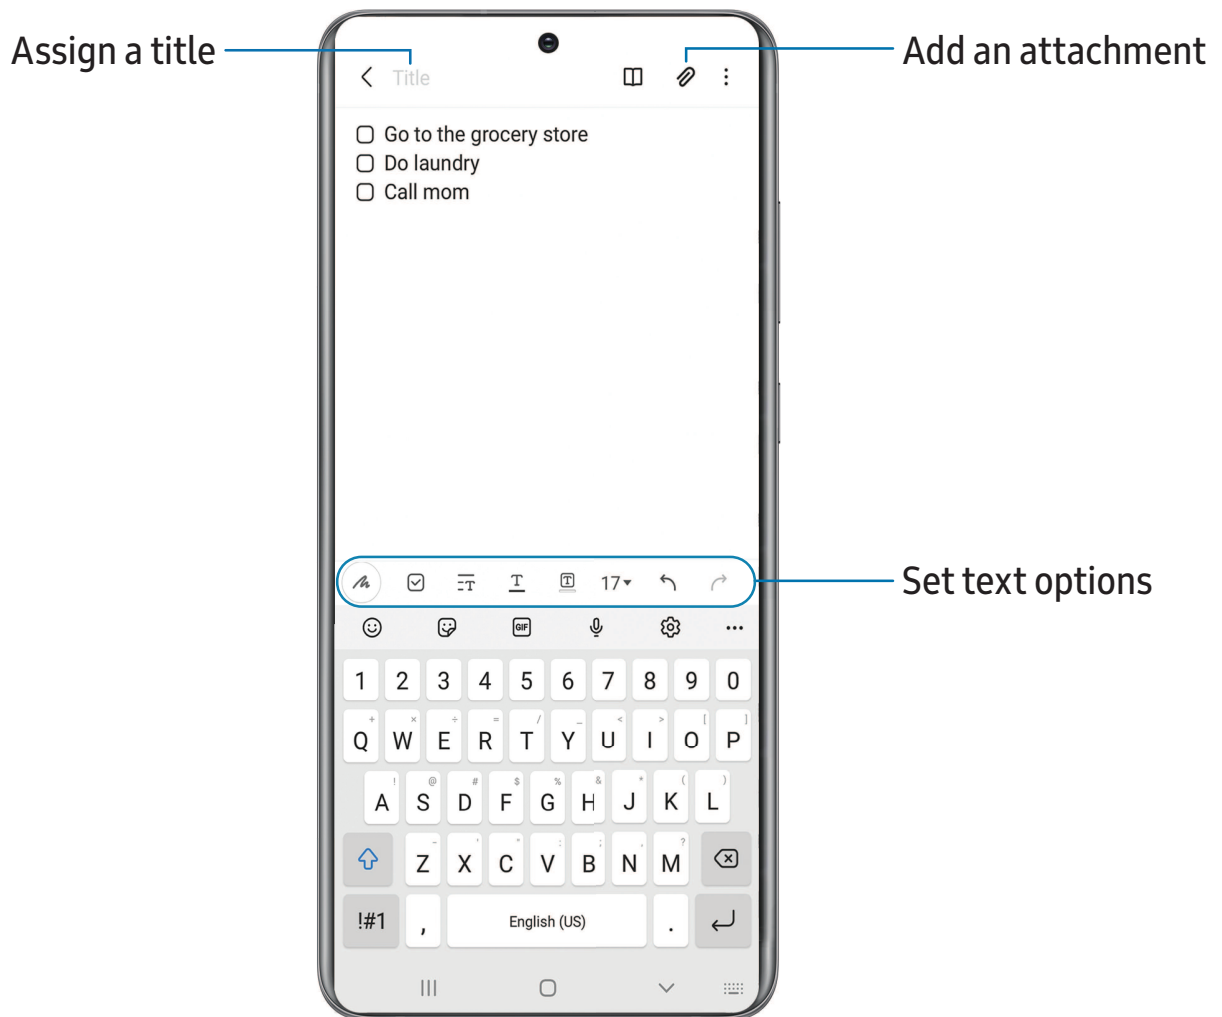 Assign a title
Add an attachment
Title
Go to the grocery store
Do laundry
Call mom
T
T
T
17
Set text options
GIF
1 2 3 4 5 6 7 8 9 0
+ × ÷ = / _ < > [ ]
Q W E R T Y U I O P
! @ # $ % & * ( )
A S D F G H J K L
- ' " : ; , ?
Z X C V B N M
!#1 , English (US) .